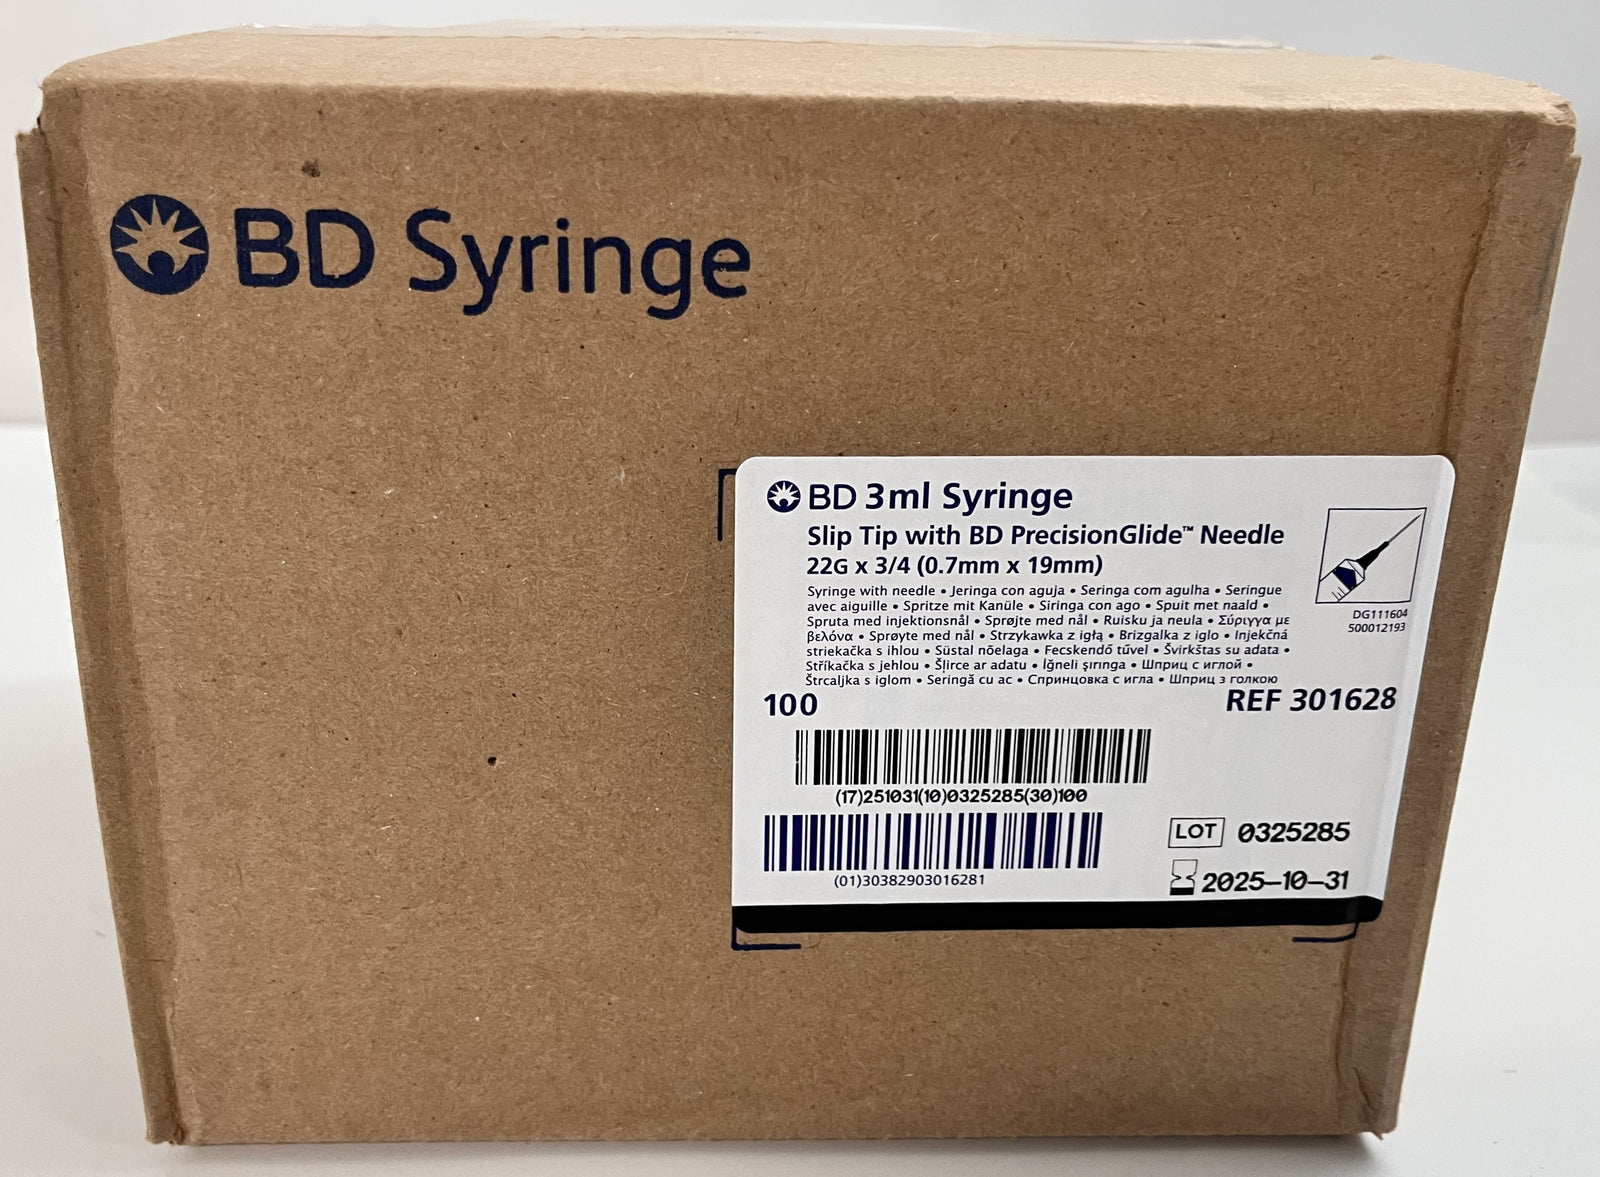 BD Syringe
BD 3ml Syringe
Slip Tip with BD PrecisionGlide™ Needle
22G x 3/4 (0.7mm x 19mm)
Syringe with needle • Jeringa con aguja • Seringa com agulha • Seringue
avec aiguille • Spritze mit Kanüle • Siringa con ago • Spuit met naald •
Spruta med injektionsnål • Sprøjte med nål • Ruisku ja neula • Σύριγγα με
βελόνα • Sprøyte med nål • Strzykawka z igłą • Brizgalka z iglo • Injekčná
striekačka s ihlou • Süstal nõelaga • Fecskendő tűvel • Švirkštas su adata •
Stříkačka s jehlou • Šļirce ar adatu • İğneli şırınga • Шприц с иглой •
Štrcaljka s iglom • Seringă cu ac • Спринцовка с игла • Шприц з голкою
DG111604
500012193
100
REF 301628
(17)251031(10)0325285(30)100
(01)30382903016281
LOT 0325285
2025-10-31